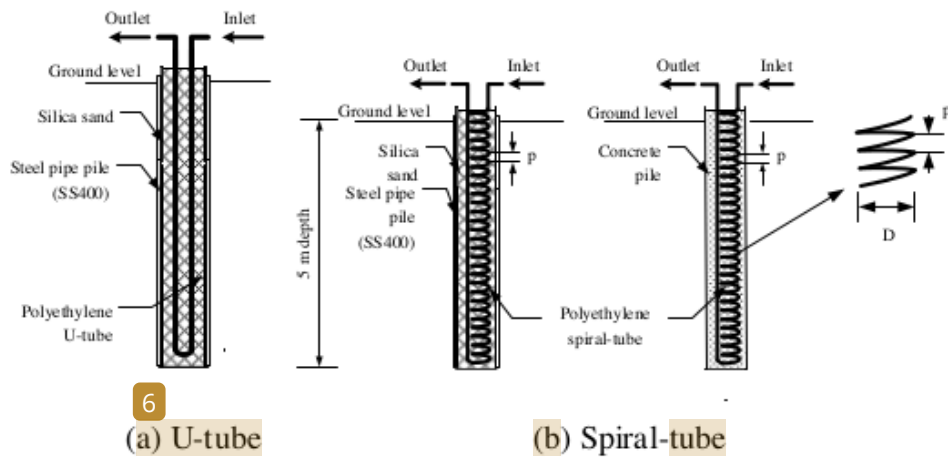 Outlet
Inlet
Ground level
Silica sand
Steel pipe pile
(SS400)
Polyethylene
U-tube
6
(a) U-tube
Outlet
Inlet
Ground level
Silica
sand
Steel pipe
pile
(SS400)
5 m depth
p
Outlet
Inlet
Ground level
Concrete
pile
p
Polyethylene
spiral-tube
D
(b) Spiral-tube